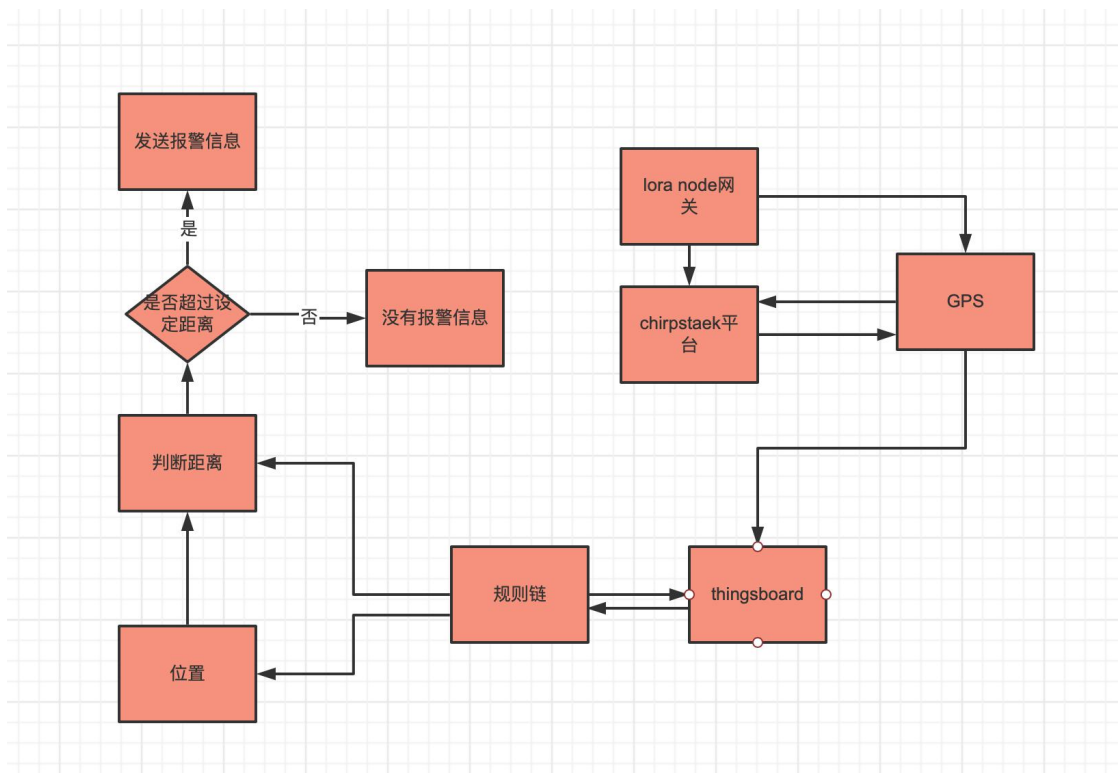 发送报警信息
lora node网
关
是
GPS
是否超过设
定距离
否
没有报警信息
chirpstaek平
台
判断距离
规则链
thingsboard
位置